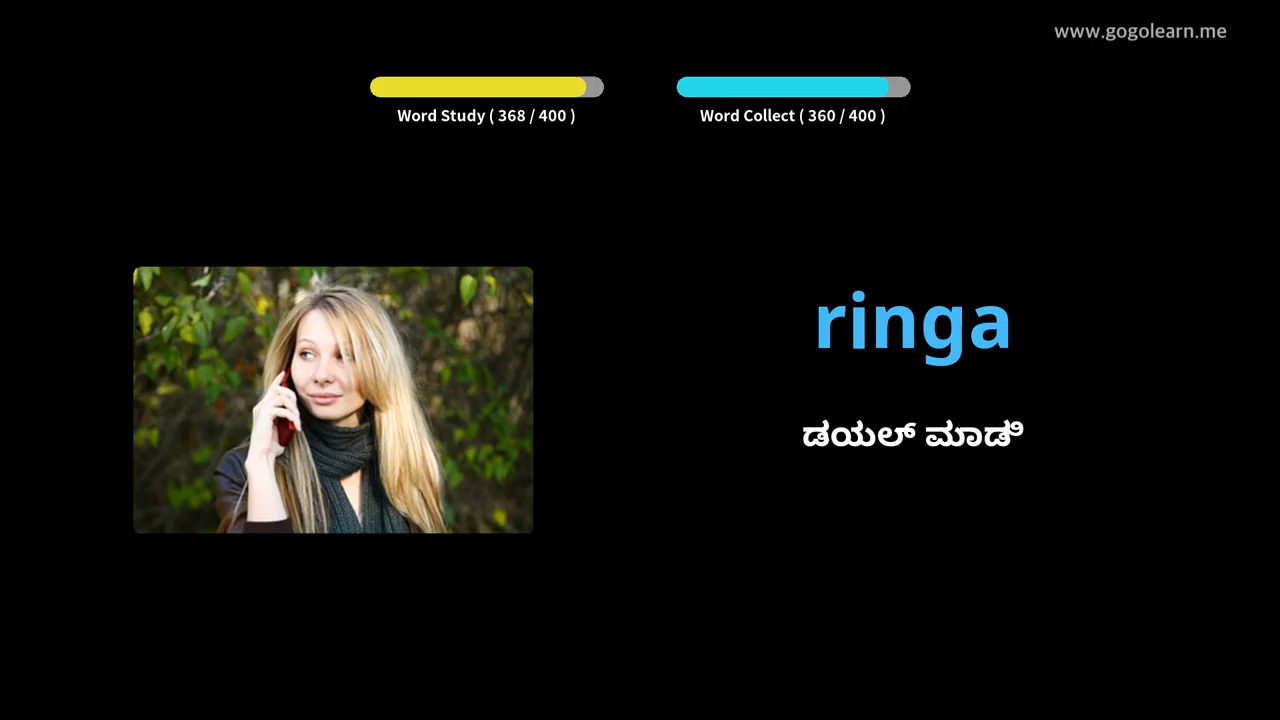 www.gogolearn.me
Word Study ( 368 / 400 )
Word Collect ( 360 / 400 )
ringa
ಡಯಲ್ ಮಾಡಿ